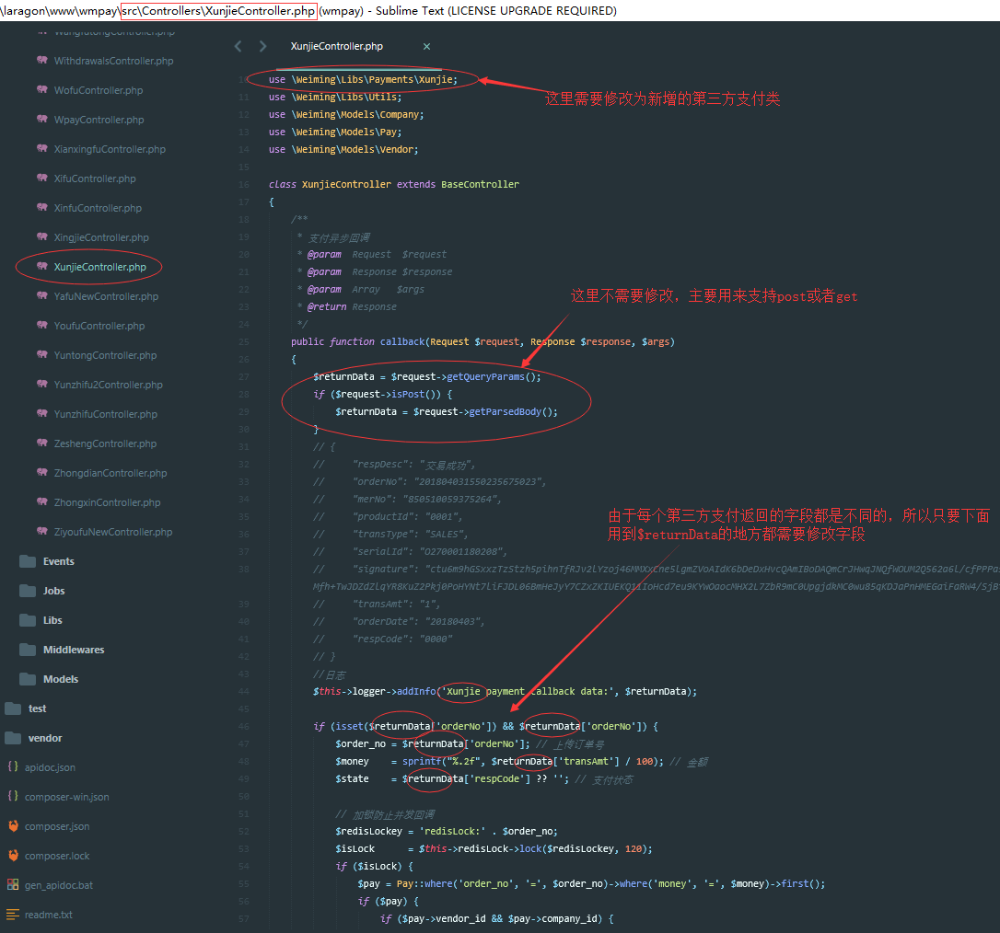 \laragon\www\wmpay\src\Controllers\XunjieController.php (wmpay) - Sublime Text (LICENSE UPGRADE REQUIRED)
WangfutongController.php
WithdrawalsController.php
WofuController.php
WpayController.php
XianxingfuController.php
XifuController.php
XinfuController.php
XingjieController.php
XunjieController.php
YafuNewController.php
YoufuController.php
YuntongController.php
Yunzhifu2Controller.php
YunzhifuController.php
ZeshengController.php
ZhongdianController.php
ZhongxinController.php
ZiyoufuNewController.php
Events
Jobs
Libs
Middlewares
Models
test
vendor
apidoc.json
composer-win.json
composer.json
composer.lock
gen_apidoc.bat
readme.txt
XunjieController.php ×
10 use \Weiming\Libs\Payments\Xunjie;
这里需要修改为新增的第三方支付类
11 use \Weiming\Libs\Utils;
12 use \Weiming\Models\Company;
13 use \Weiming\Models\Pay;
14 use \Weiming\Models\Vendor;
15
16 class XunjieController extends BaseController
17 {
18 /**
19 * 支付异步回调
20 * @param Request $request
21 * @param Response $response
22 * @param Array $args
这里不需要修改，主要用来支持post或者get
23 * @return Response
24 */
25 public function callback(Request $request, Response $response, $args)
26 {
27 $returnData = $request->getQueryParams();
28 if ($request->isPost()) {
29 $returnData = $request->getParsedBody();
30 }
31 // {
32 // "respDesc": "交易成功",
33 // "orderNo": "201804031550235675023",
34 // "merNo": "850510059375264",
35 // "productId": "0001",
由于每个第三方支付返回的字段都是不同的，所以只要下面
用到$returnData的地方都需要修改字段
36 // "transType": "SALES",
37 // "serialId": "O270001180208",
38 // "signature":
39 // "transAmt": "1",
40 // "orderDate": "20180403",
41 // "respCode": "0000"
42 // }
43 //日志
44 $this->logger->addInfo('Xunjie payment callback data:', $returnData);
45
46 if (isset($returnData['orderNo']) && $returnData['orderNo']) {
47 $order_no = $returnData['orderNo']; // 上传订单号
48 $money = sprintf("%.2f", $returnData['transAmt'] / 100); // 金额
49 $state = $returnData['respCode'] ?? ''; // 支付状态
50
51 // 加锁防止并发回调
52 $redisLockey = 'redisLock:' . $order_no;
53 $isLock = $this->redisLock->lock($redisLockey, 120);
54 if ($isLock) {
55 $pay = Pay::where('order_no', '=', $order_no)->where('money', '=', $money)->first();
56 if ($pay) {
57 if ($pay->vendor_id && $pay->company_id) {